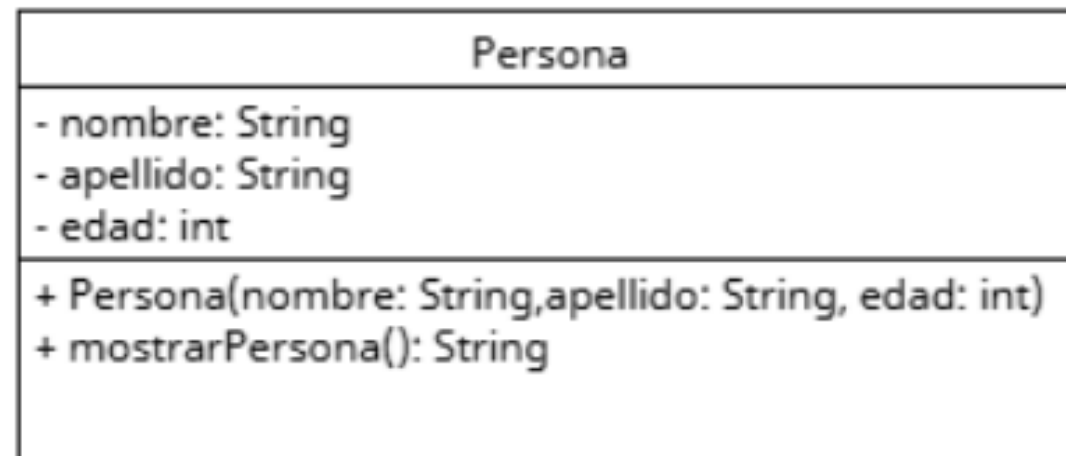 Persona
- nombre: String
- apellido: String
- edad: int
+ Persona(nombre: String,apellido: String, edad: int)
+ mostrarPersona(): String